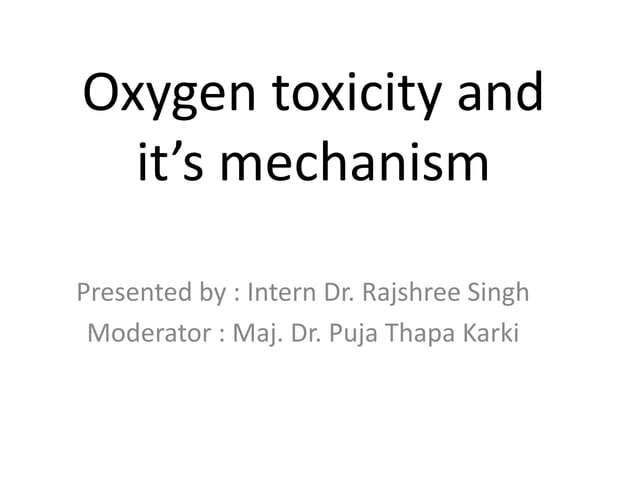 Oxygen toxicity and
it’s mechanism
Presented by : Intern Dr. Rajshree Singh
Moderator : Maj. Dr. Puja Thapa Karki